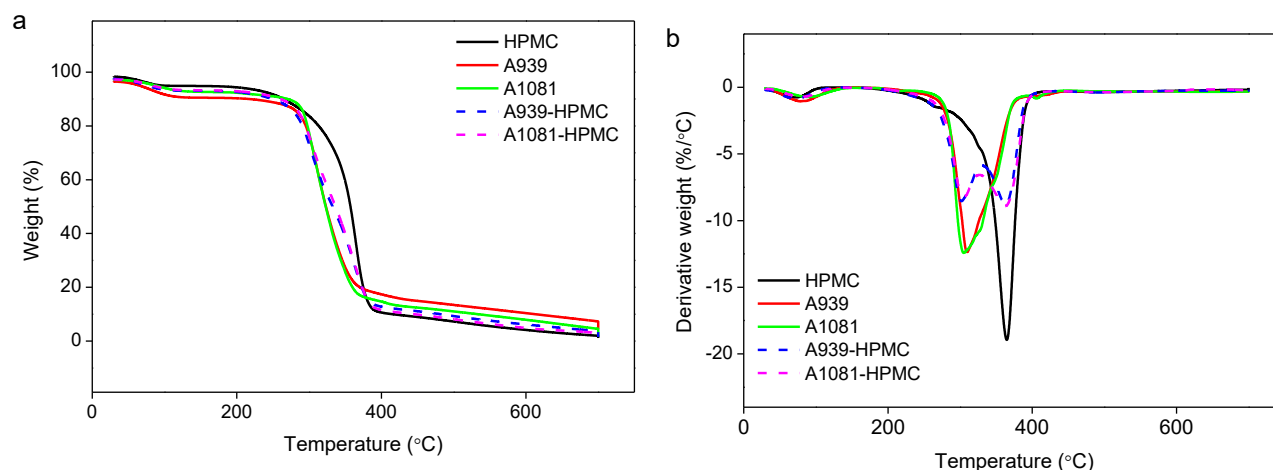 a
HPMC
A939
A1081
A939-HPMC
A1081-HPMC
100
80
60
40
20
0
Weight (%)
0
200
400
600
Temperature (°C)
b
0
-5
-10
-15
-20
Derivative weight (%/°C)
HPMC
A939
A1081
A939-HPMC
A1081-HPMC
0
200
400
600
Temperature (°C)